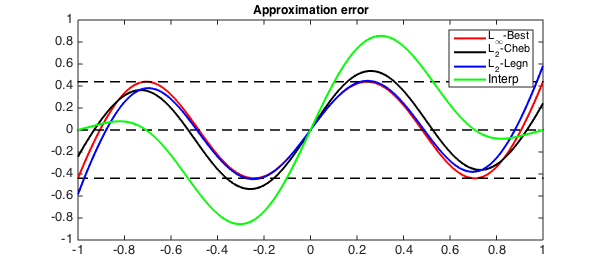 Approximation error
1
0.8
0.6
0.4
0.2
0
-0.2
-0.4
-0.6
-0.8
-1
L∞-Best
L2-Cheb
L2-Legn
Interp
-1 -0.8 -0.6 -0.4 -0.2 0 0.2 0.4 0.6 0.8 1